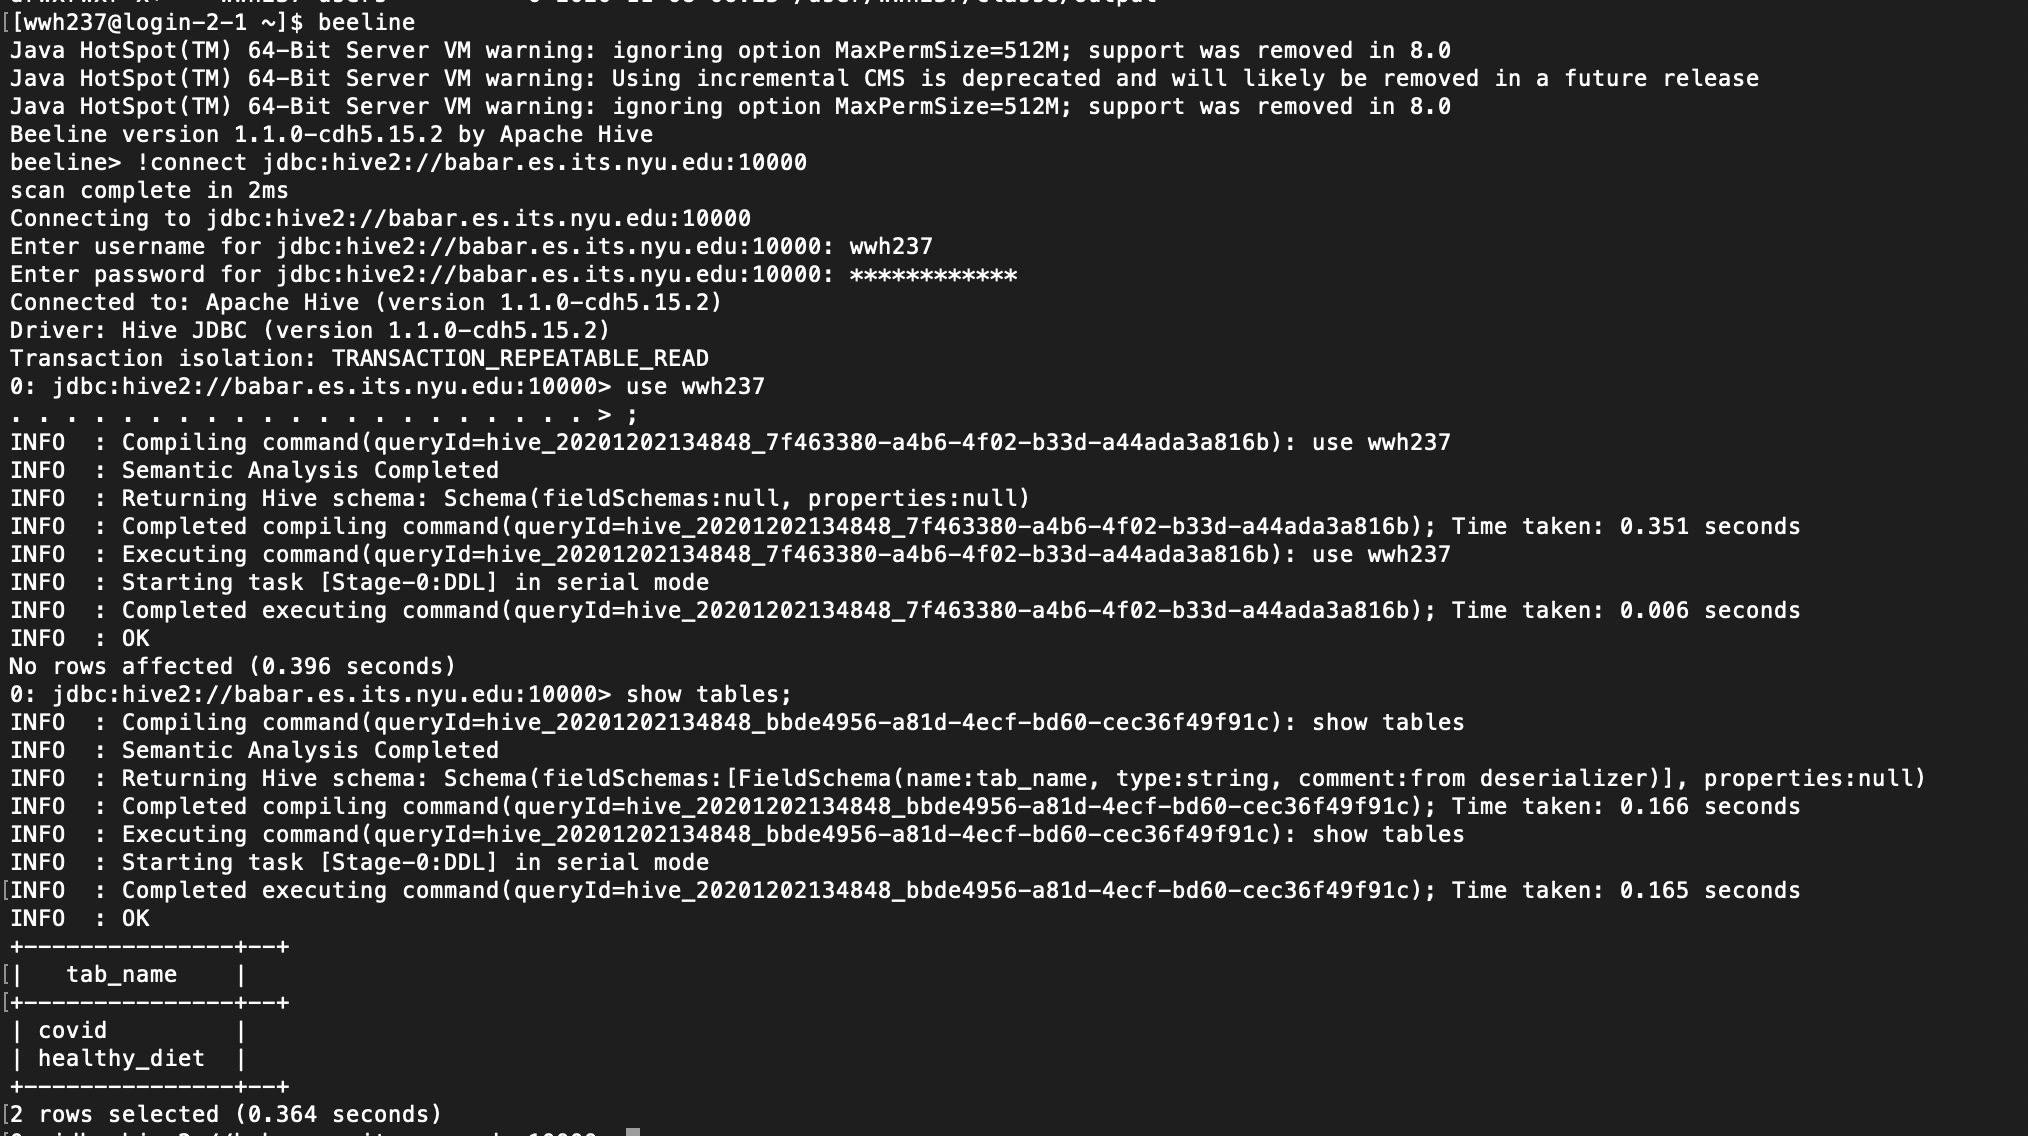 [[wwh237@login-2-1 ~]$ beeline
Java HotSpot(TM) 64-Bit Server VM warning: ignoring option MaxPermSize=512M; support was removed in 8.0
Java HotSpot(TM) 64-Bit Server VM warning: Using incremental CMS is deprecated and will likely be removed in a future release
Java HotSpot(TM) 64-Bit Server VM warning: ignoring option MaxPermSize=512M; support was removed in 8.0
Beeline version 1.1.0-cdh5.15.2 by Apache Hive
beeline> !connect jdbc:hive2://babar.es.its.nyu.edu:10000
scan complete in 2ms
Connecting to jdbc:hive2://babar.es.its.nyu.edu:10000
Enter username for jdbc:hive2://babar.es.its.nyu.edu:10000: wwh237
Enter password for jdbc:hive2://babar.es.its.nyu.edu:10000: ************
Connected to: Apache Hive (version 1.1.0-cdh5.15.2)
Driver: Hive JDBC (version 1.1.0-cdh5.15.2)
Transaction isolation: TRANSACTION_REPEATABLE_READ
0: jdbc:hive2://babar.es.its.nyu.edu:10000> use wwh237
. . . . . . . . . . . . . . . . . . . . . > ;
INFO  : Compiling command(queryId=hive_20201202134848_7f463380-a4b6-4f02-b33d-a44ada3a816b): use wwh237
INFO  : Semantic Analysis Completed
INFO  : Returning Hive schema: Schema(fieldSchemas:null, properties:null)
INFO  : Completed compiling command(queryId=hive_20201202134848_7f463380-a4b6-4f02-b33d-a44ada3a816b); Time taken: 0.351 seconds
INFO  : Executing command(queryId=hive_20201202134848_7f463380-a4b6-4f02-b33d-a44ada3a816b): use wwh237
INFO  : Starting task [Stage-0:DDL] in serial mode
INFO  : Completed executing command(queryId=hive_20201202134848_7f463380-a4b6-4f02-b33d-a44ada3a816b); Time taken: 0.006 seconds
INFO  : OK
No rows affected (0.396 seconds)
0: jdbc:hive2://babar.es.its.nyu.edu:10000> show tables;
INFO  : Compiling command(queryId=hive_20201202134848_bbde4956-a81d-4ecf-bd60-cec36f49f91c): show tables
INFO  : Semantic Analysis Completed
INFO  : Returning Hive schema: Schema(fieldSchemas:[FieldSchema(name:tab_name, type:string, comment:from deserializer)], properties:null)
INFO  : Completed compiling command(queryId=hive_20201202134848_bbde4956-a81d-4ecf-bd60-cec36f49f91c); Time taken: 0.166 seconds
INFO  : Executing command(queryId=hive_20201202134848_bbde4956-a81d-4ecf-bd60-cec36f49f91c): show tables
INFO  : Starting task [Stage-0:DDL] in serial mode
[INFO  : Completed executing command(queryId=hive_20201202134848_bbde4956-a81d-4ecf-bd60-cec36f49f91c); Time taken: 0.165 seconds
INFO  : OK
+---------------+--+
[|   tab_name    |
[+---------------+--+
| covid         |
| healthy_diet  |
+---------------+--+
[2 rows selected (0.364 seconds)